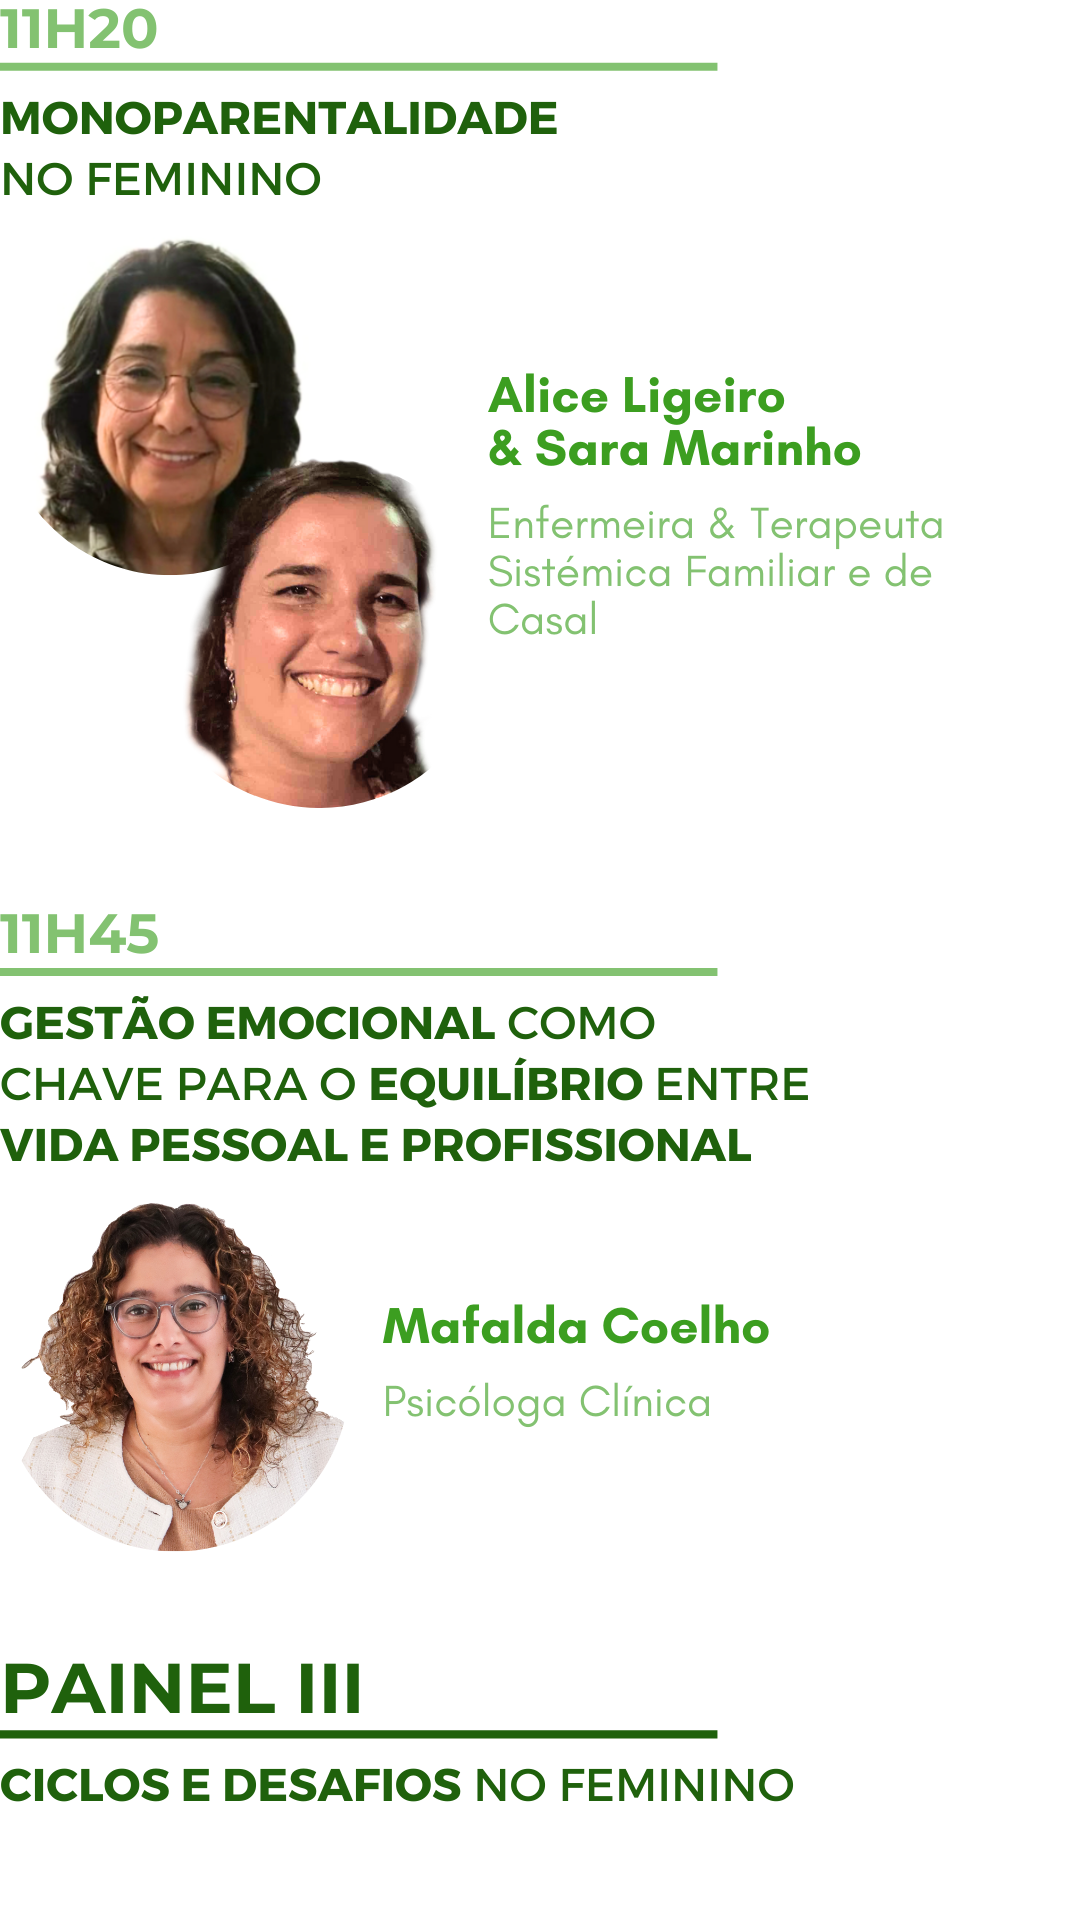 11H20
MONOPARENTALIDADE
NO FEMININO
Alice Ligeiro
& Sara Marinho
Enfermeira & Terapeuta
Sistémica Familiar e de
Casal
11H45
GESTÃO EMOCIONAL COMO
CHAVE PARA O EQUILÍBRIO ENTRE
VIDA PESSOAL E PROFISSIONAL
Mafalda Coelho
Psicóloga Clínica
PAINEL III
CICLOS E DESAFIOS NO FEMININO